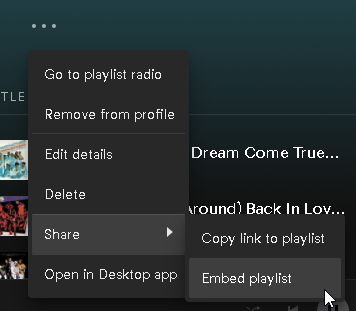 Go to playlist radio
TLE
Remove from profile
Edit details
Dream Come True...
Delete
Around) Back In Lov...
Share
Copy link to playlist
Open in Desktop app
Embed playlist